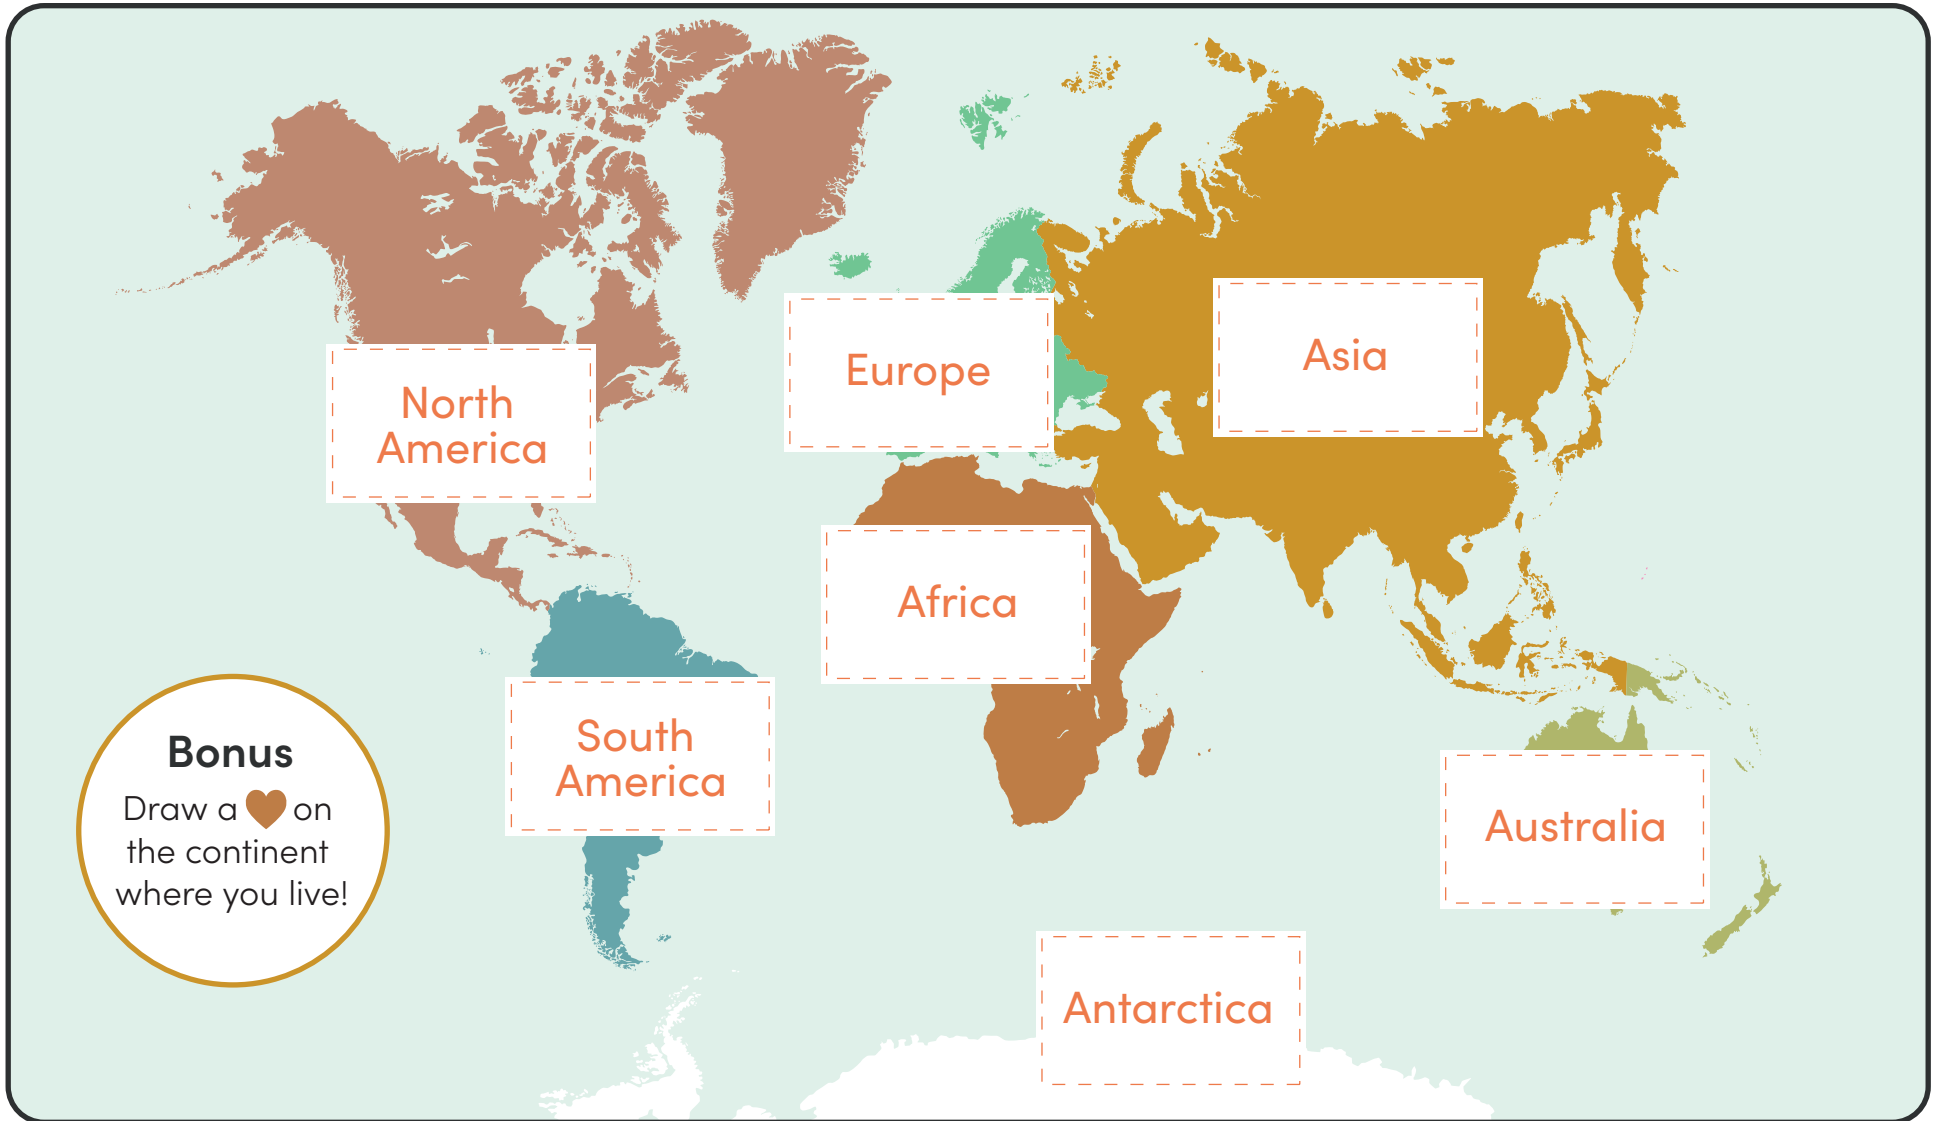 North
America
Europe
Asia
Africa
South
America
Australia
Antarctica
Bonus
Draw a on
the continent
where you live!